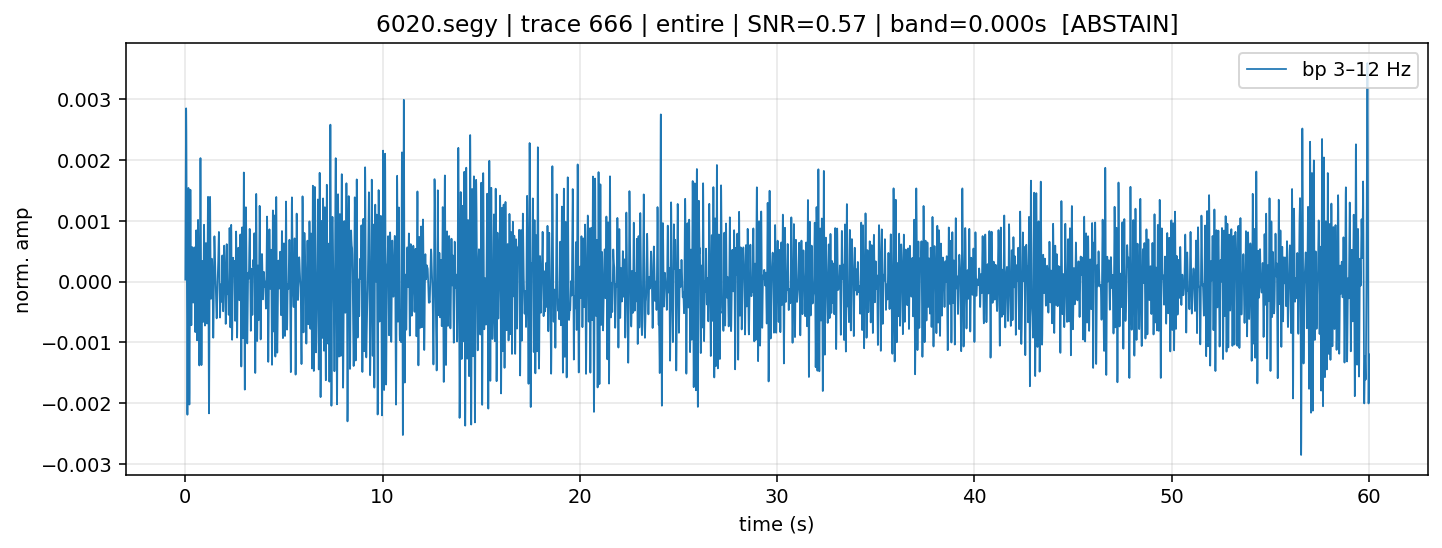 6020.segy | trace 666 | entire | SNR=0.57 | band=0.000s  [ABSTAIN]
bp 3–12 Hz
norm. amp
0.003
0.002
0.001
0.000
−0.001
−0.002
−0.003
0 10 20 30 40 50 60
time (s)